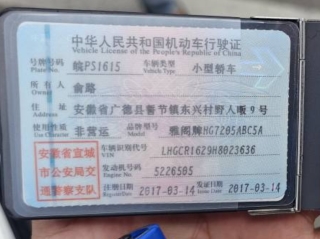 中华人民共和国机动车行驶证
Vehicle License of the People's Republic of China
号牌号码 皖PS1615 车辆类型 小型轿车
Plate No. Vehicle Type
所有人 俞路
Owner
住址 安徽省广德县誓节镇东兴村野人 9号
Address
使用性质 非营运 品牌型号 雅阁牌HG7205ABC5A
Use Character Model
安徽省宣城 车辆识别代号 LHGCR1629H8023636
VIN
市公安局交 发动机号码 5226505
Engine No.
通警察支队 注册日期 2017-03-14 发证日期 2017-03-14
Register Date Issue Date